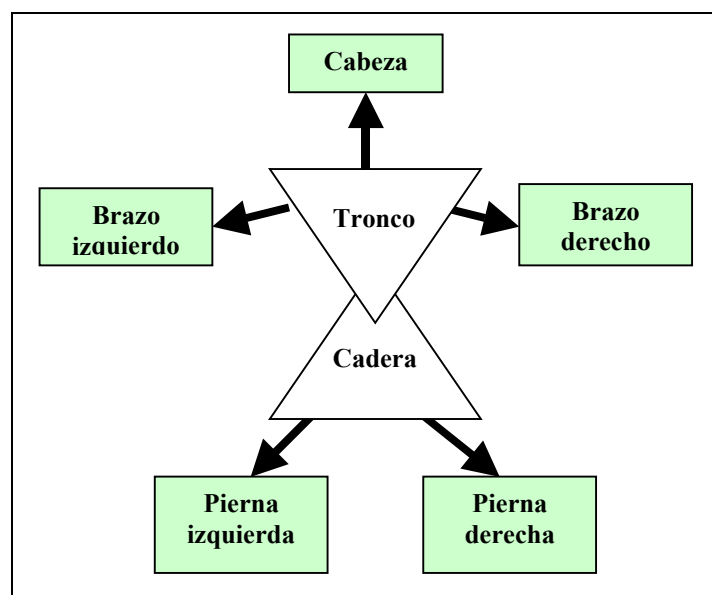 Cabeza
Brazo
izquierdo
Tronco
Brazo
derecho
Cadera
Pierna
izquierda
Pierna
derecha